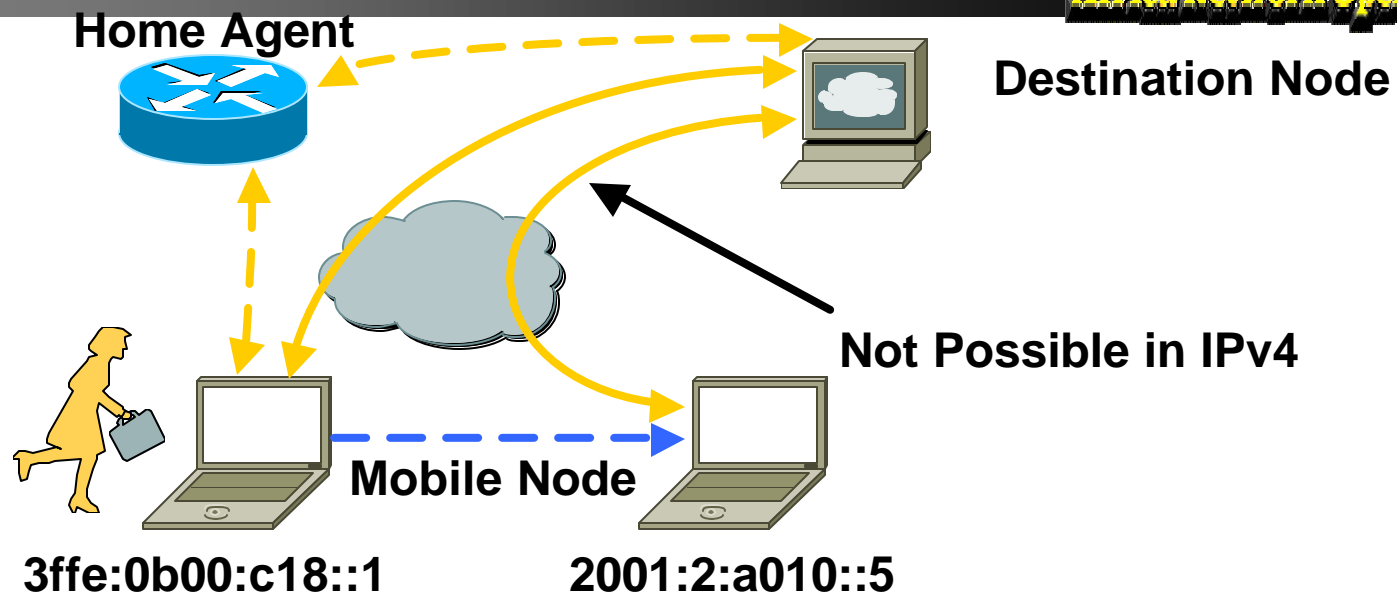 Home Agent
Destination Node
Not Possible in IPv4
Mobile Node
3ffe:0b00:c18::1
2001:2:a010::5